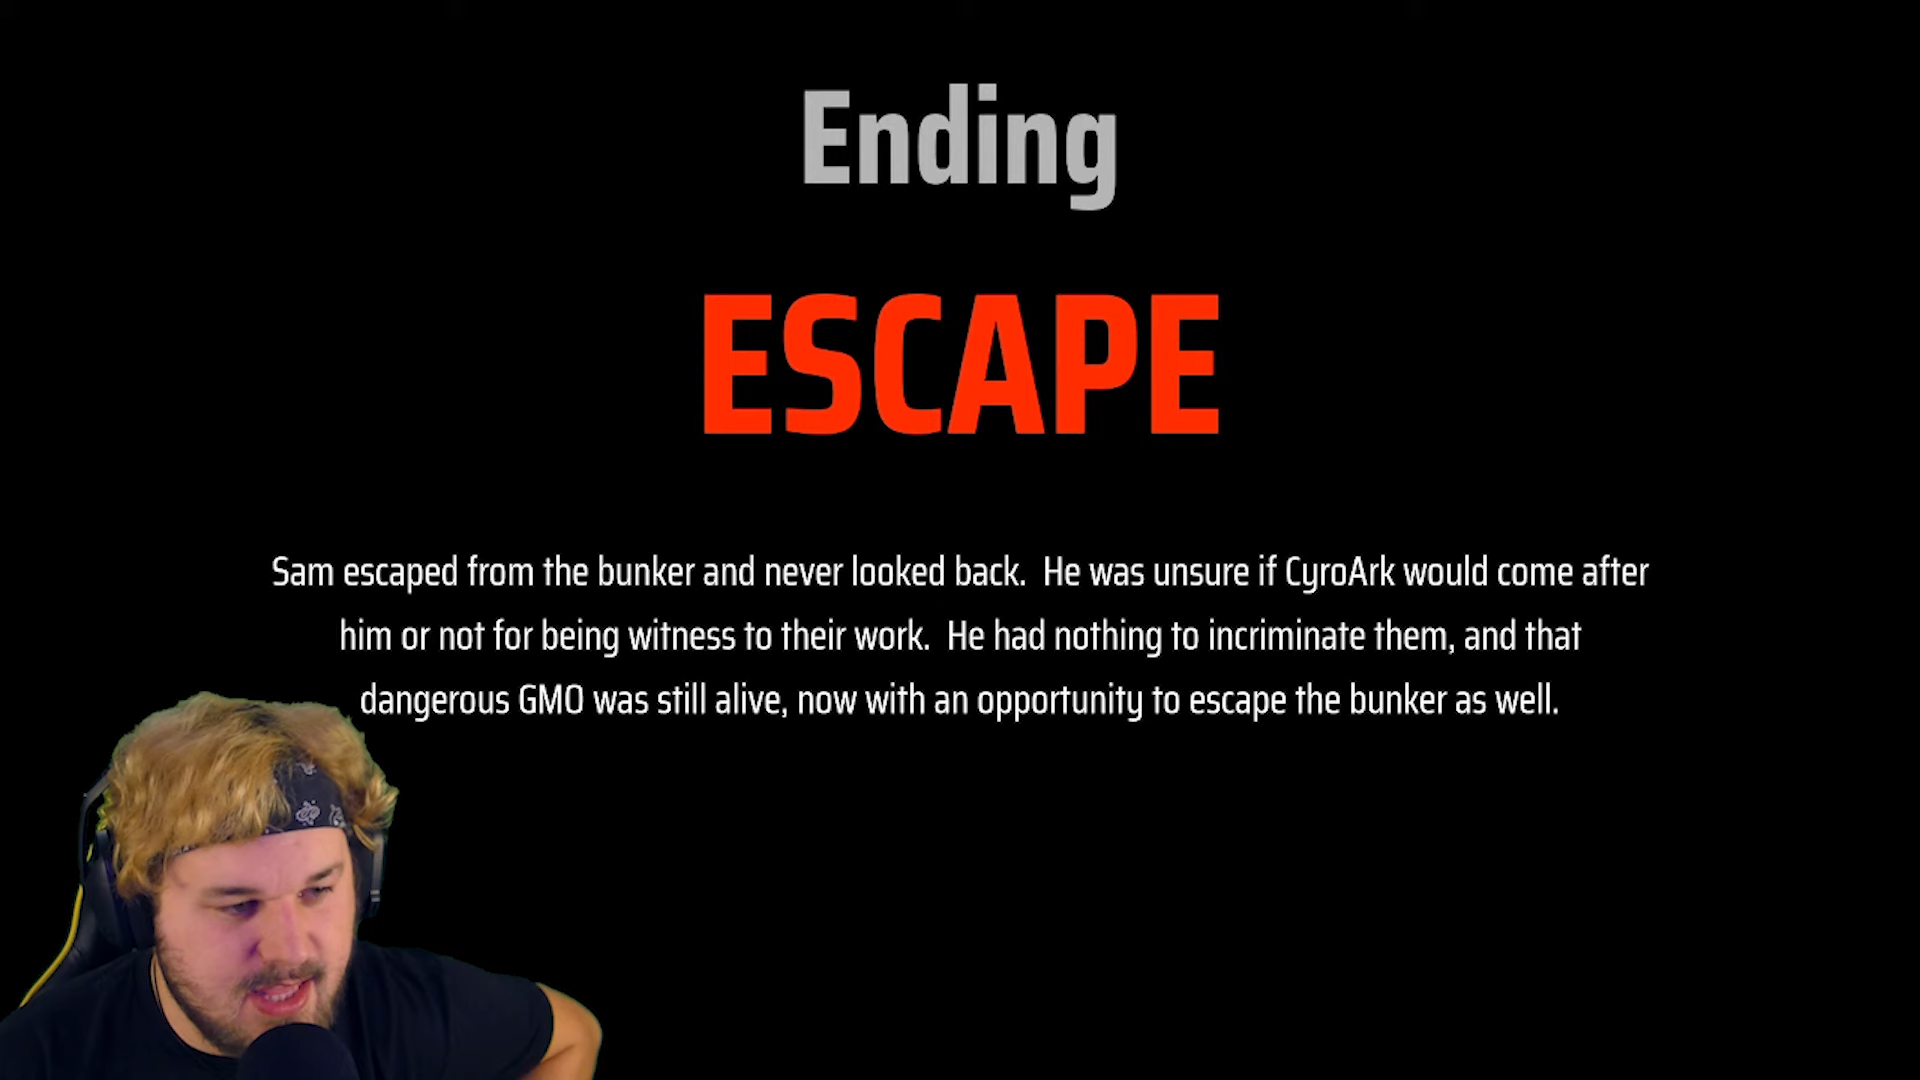 Ending
ESCAPE
Sam escaped from the bunker and never looked back.  He was unsure if CyroArk would come after
him or not for being witness to their work.  He had nothing to incriminate them, and that
dangerous GMO was still alive, now with an opportunity to escape the bunker as well.